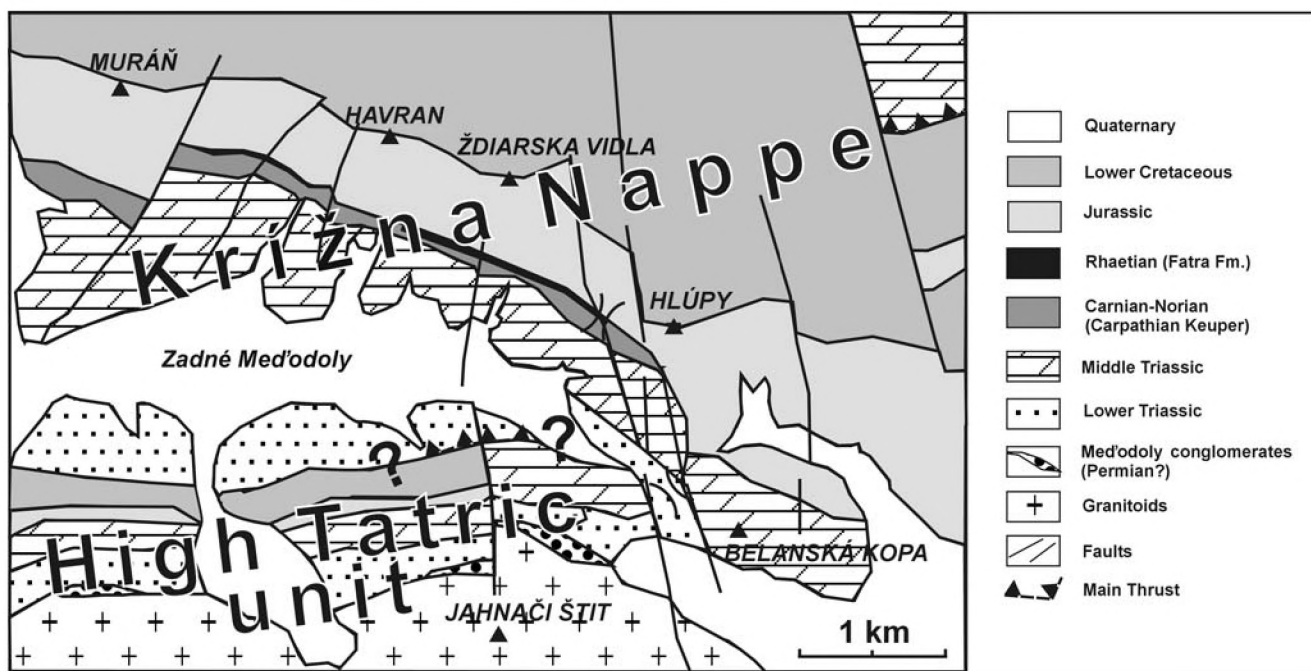 MURÁŇ
HAVRAN
ŽDIARSKA VIDLA
Krížna Nappe
HLÚPY
Zadné Meďodoly
?
?
High Tatric
unit
BELANSKÁ KOPA
JAHNAČI ŠTIT
1 km
Quaternary
Lower Cretaceous
Jurassic
Rhaetian (Fatra Fm.)
Carnian-Norian
(Carpathian Keuper)
Middle Triassic
Lower Triassic
Meďodoly conglomerates
(Permian?)
Granitoids
Faults
Main Thrust